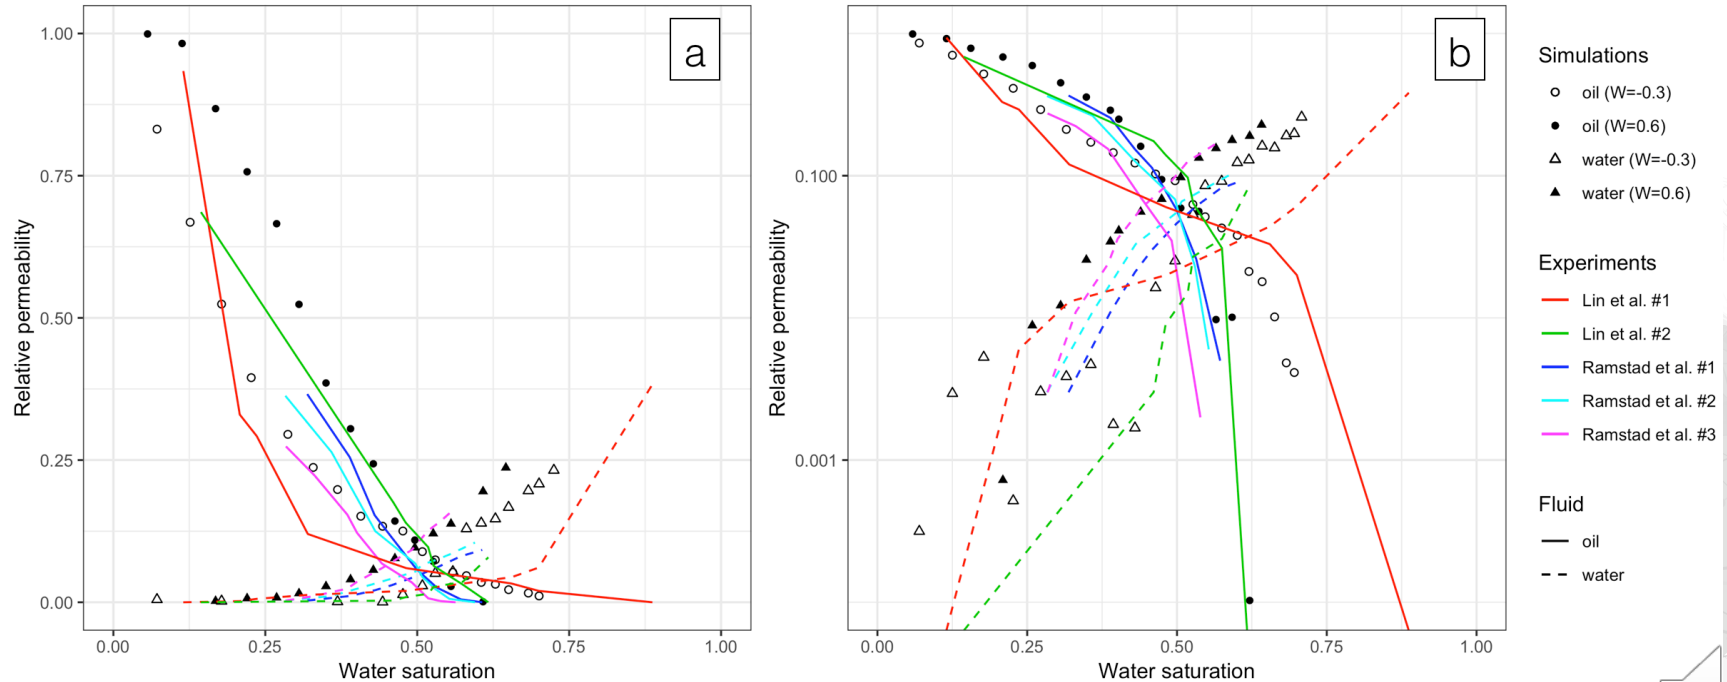 a
1.00
0.75
0.50
0.25
0.00
Relative permeability
0.00 0.25 0.50 0.75 1.00
Water saturation
b
0.100
0.001
Relative permeability
0.00 0.25 0.50 0.75 1.00
Water saturation
Simulations
oil (W=-0.3)
oil (W=0.6)
water (W=-0.3)
water (W=0.6)
Experiments
Lin et al. #1
Lin et al. #2
Ramstad et al. #1
Ramstad et al. #2
Ramstad et al. #3
Fluid
oil
water